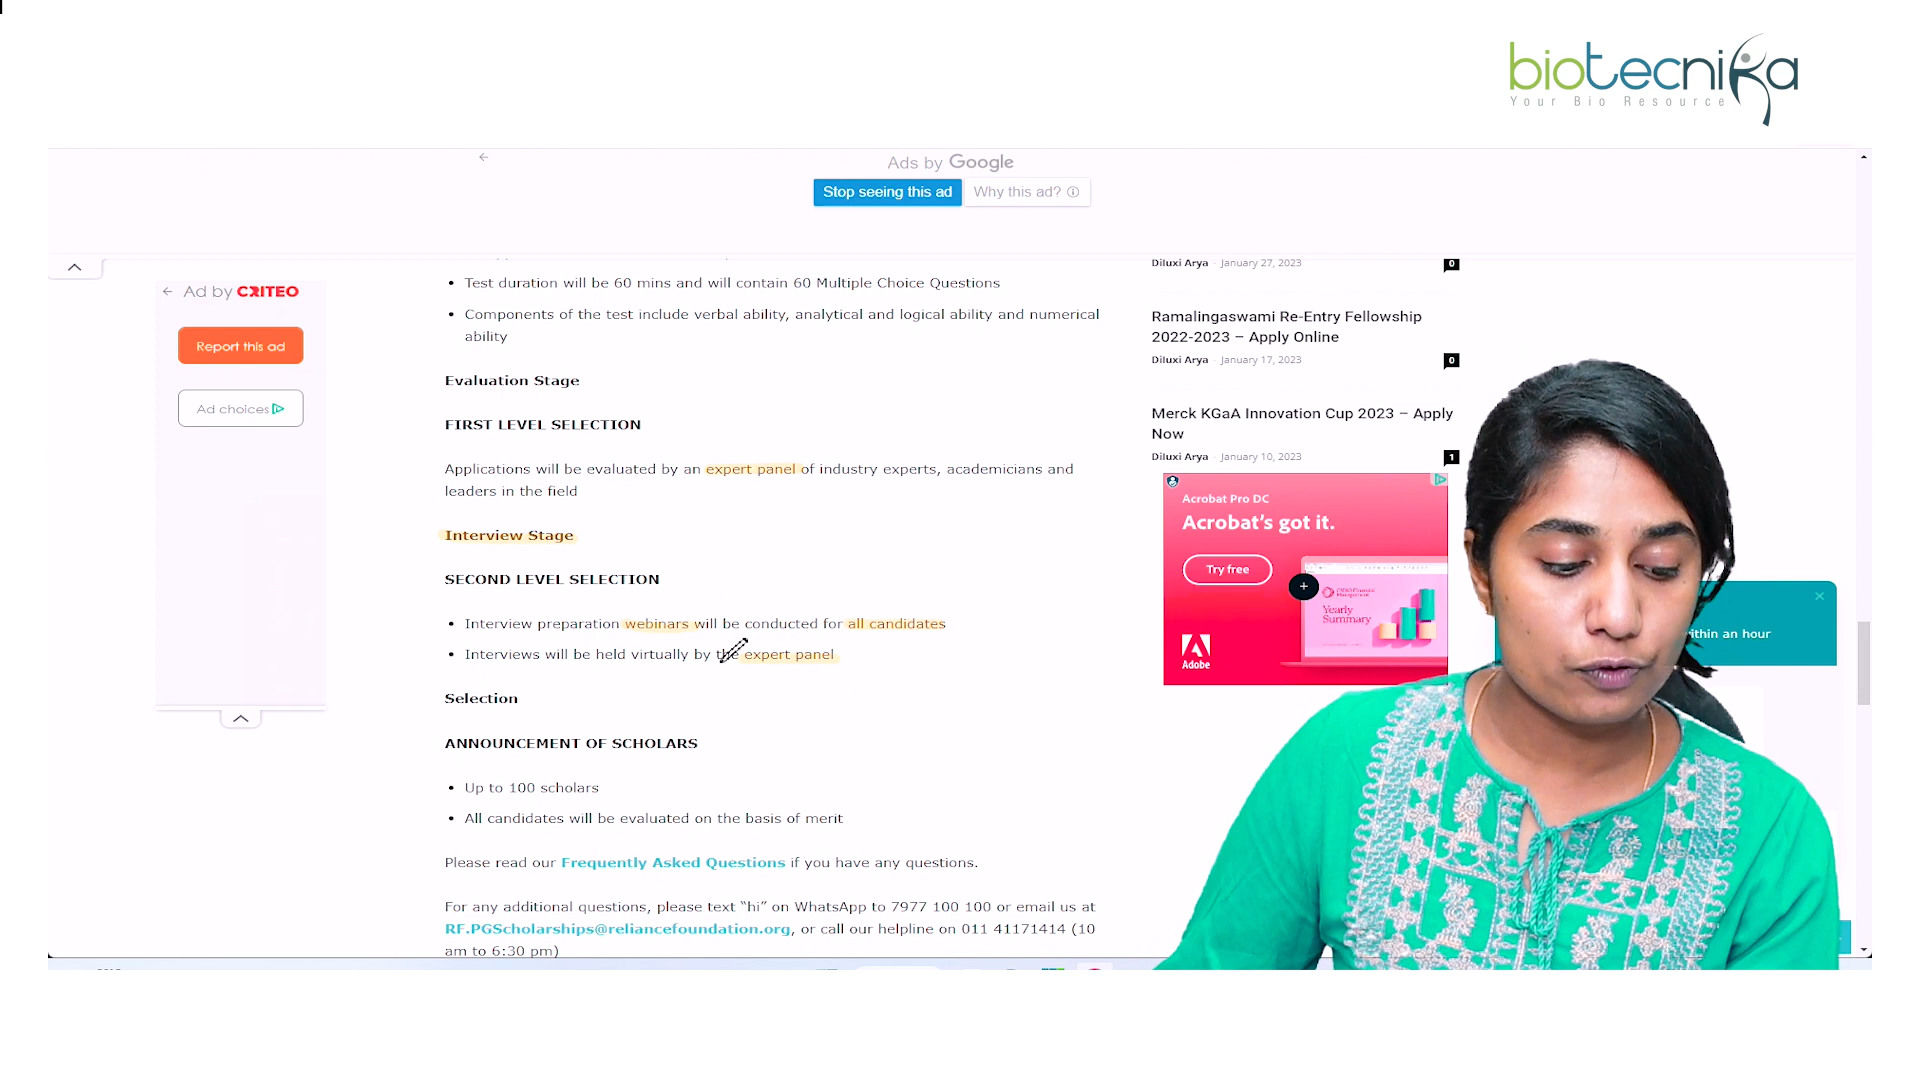 biotecnika
Your Bio Resource
Ads by Google
Stop seeing this ad
Why this ad?
Ad by CRITEO
Report this ad
Ad choices
• Test duration will be 60 mins and will contain 60 Multiple Choice Questions
• Components of the test include verbal ability, analytical and logical ability and numerical
ability
Evaluation Stage
FIRST LEVEL SELECTION
Applications will be evaluated by an expert panel of industry experts, academicians and
leaders in the field
Interview Stage
SECOND LEVEL SELECTION
• Interview preparation webinars will be conducted for all candidates
• Interviews will be held virtually by the expert panel
Selection
ANNOUNCEMENT OF SCHOLARS
• Up to 100 scholars
• All candidates will be evaluated on the basis of merit
Please read our Frequently Asked Questions if you have any questions.
For any additional questions, please text “hi” on WhatsApp to 7977 100 100 or email us at
RF.PGScholarships@reliancefoundation.org, or call our helpline on 011 41171414 (10
am to 6:30 pm)
Diluxi Arya - January 27, 2023
0
Ramalingaswami Re-Entry Fellowship
2022-2023 – Apply Online
Diluxi Arya - January 17, 2023
0
Merck KGaA Innovation Cup 2023 – Apply
Now
Diluxi Arya - January 10, 2023
1
Acrobat Pro DC
Acrobat's got it.
Try free
Yearly
Summary
Adobe
ithin an hour